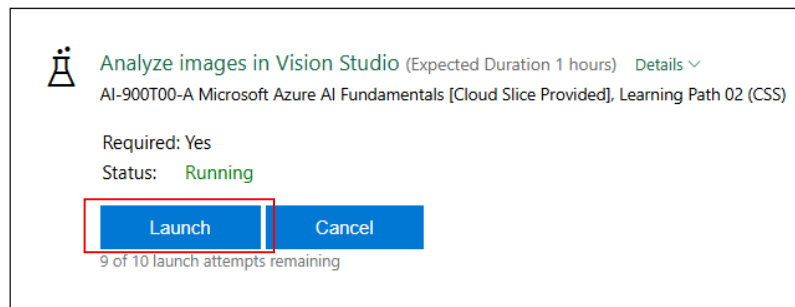 Analyze images in Vision Studio (Expected Duration 1 hours) Details
AI-900T00-A Microsoft Azure AI Fundamentals [Cloud Slice Provided], Learning Path 02 (CSS)
Required: Yes
Status: Running
Launch Cancel
9 of 10 launch attempts remaining